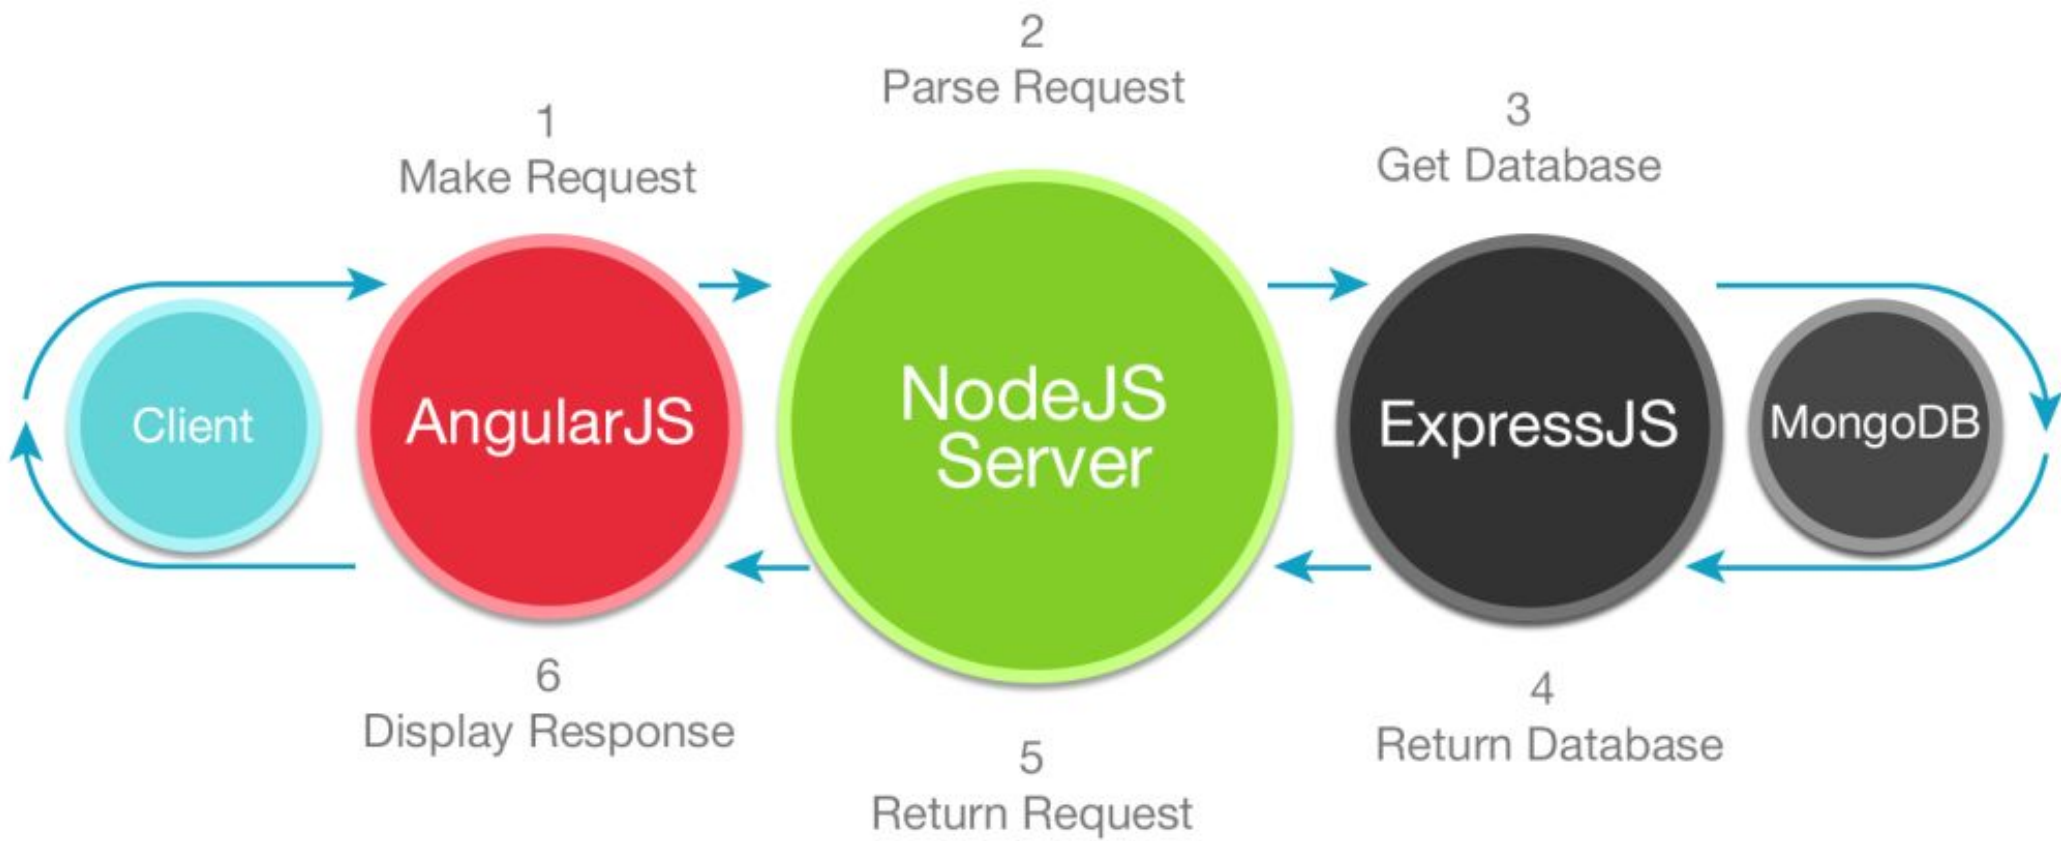 2
Parse Request
1
Make Request
3
Get Database
Client
AngularJS
NodeJS
Server
ExpressJS
MongoDB
6
Display Response
4
Return Database
5
Return Request